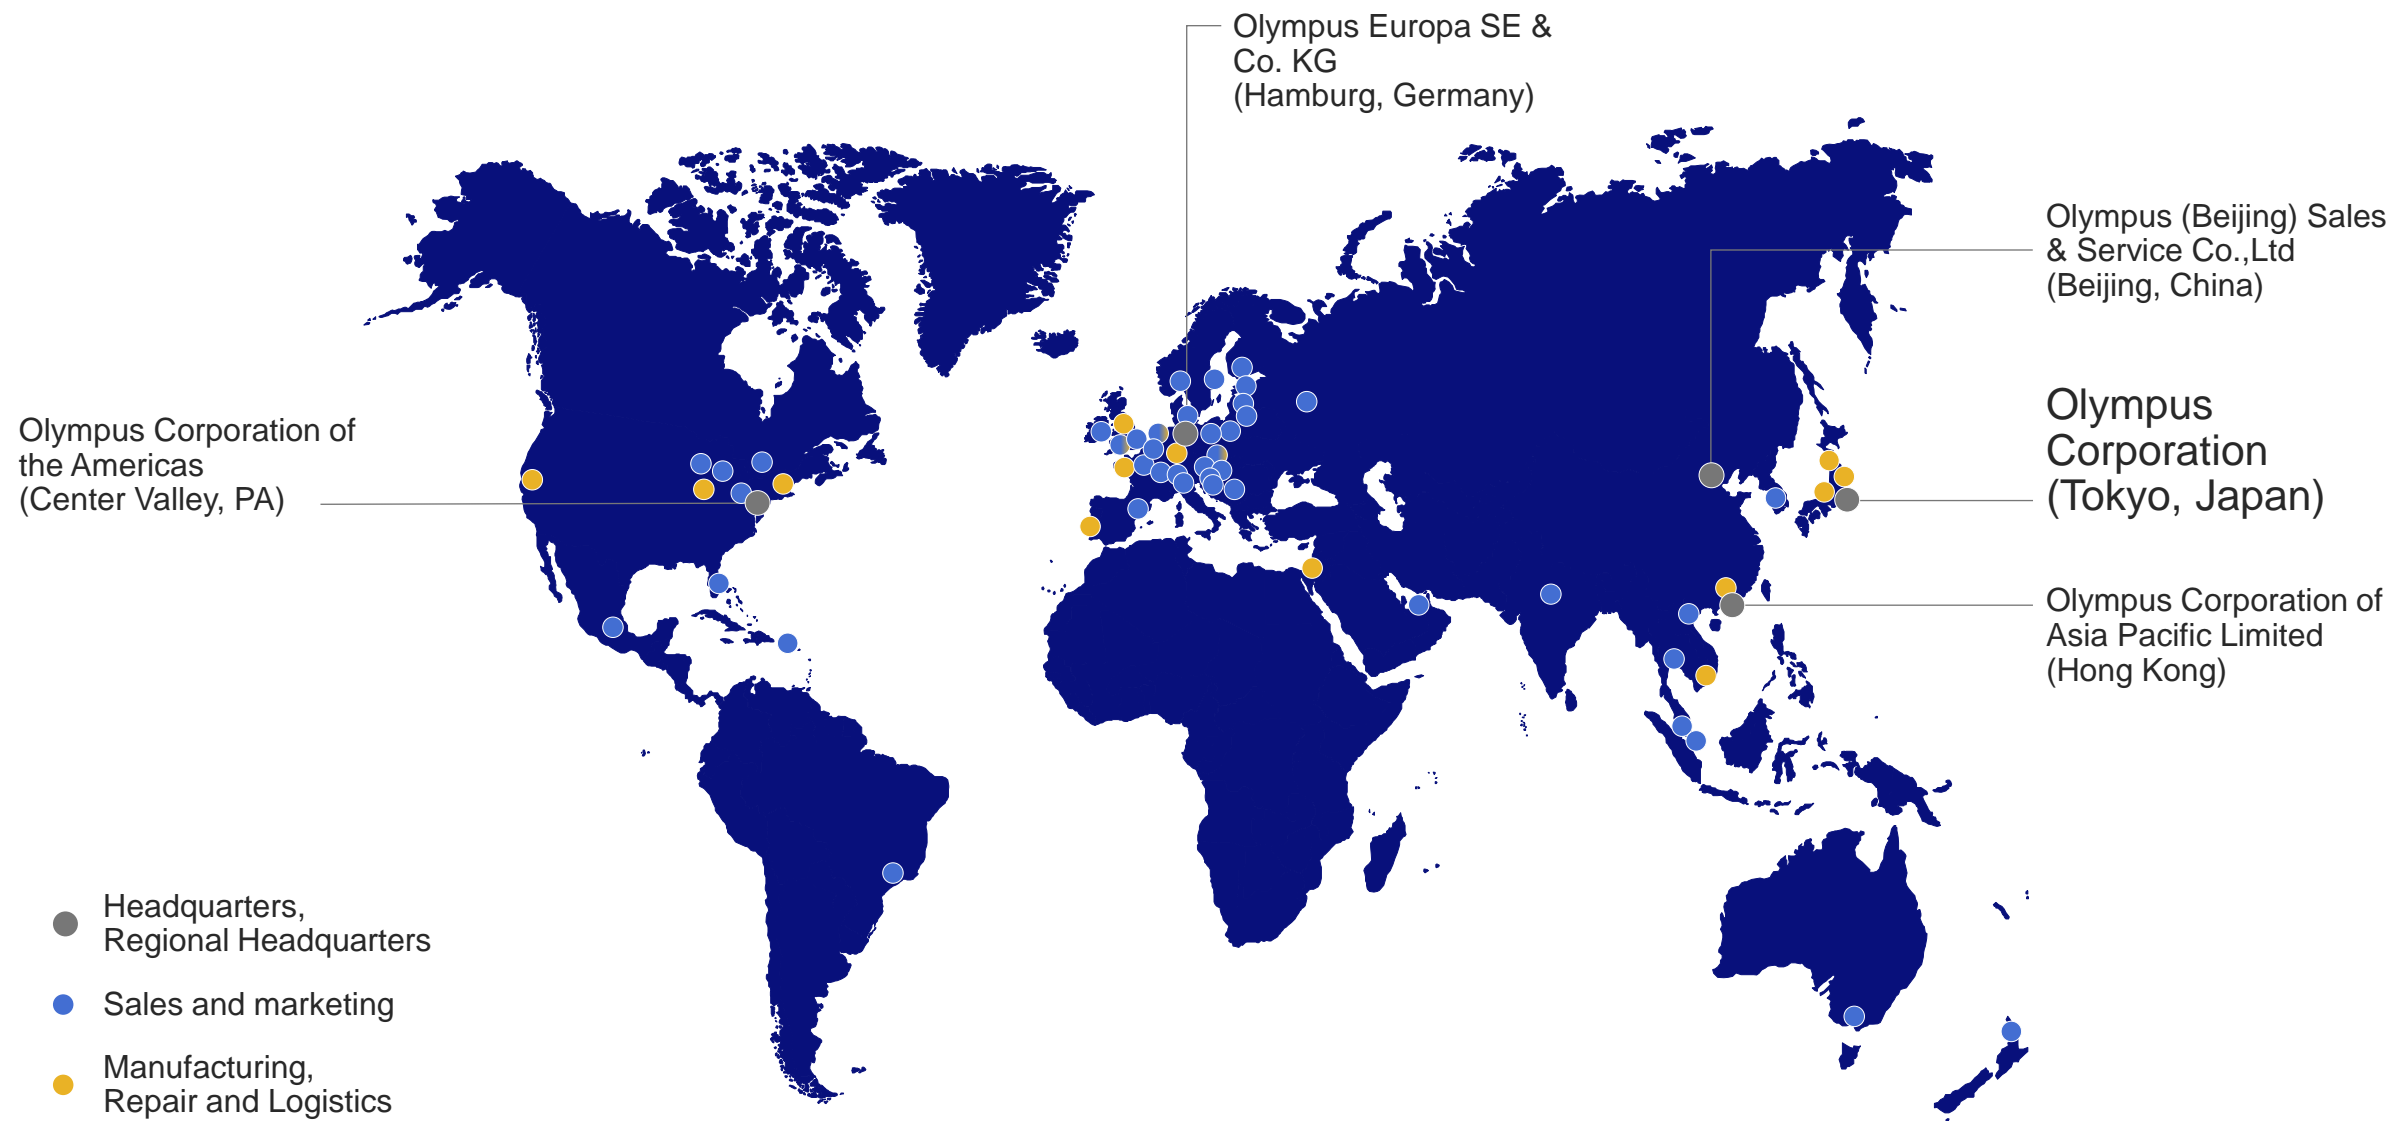 Olympus Europa SE &
Co. KG
(Hamburg, Germany)
Olympus (Beijing) Sales
& Service Co.,Ltd
(Beijing, China)
Olympus
Corporation
(Tokyo, Japan)
Olympus Corporation of
the Americas
(Center Valley, PA)
Olympus Corporation of
Asia Pacific Limited
(Hong Kong)
Headquarters,
Regional Headquarters
Sales and marketing
Manufacturing,
Repair and Logistics